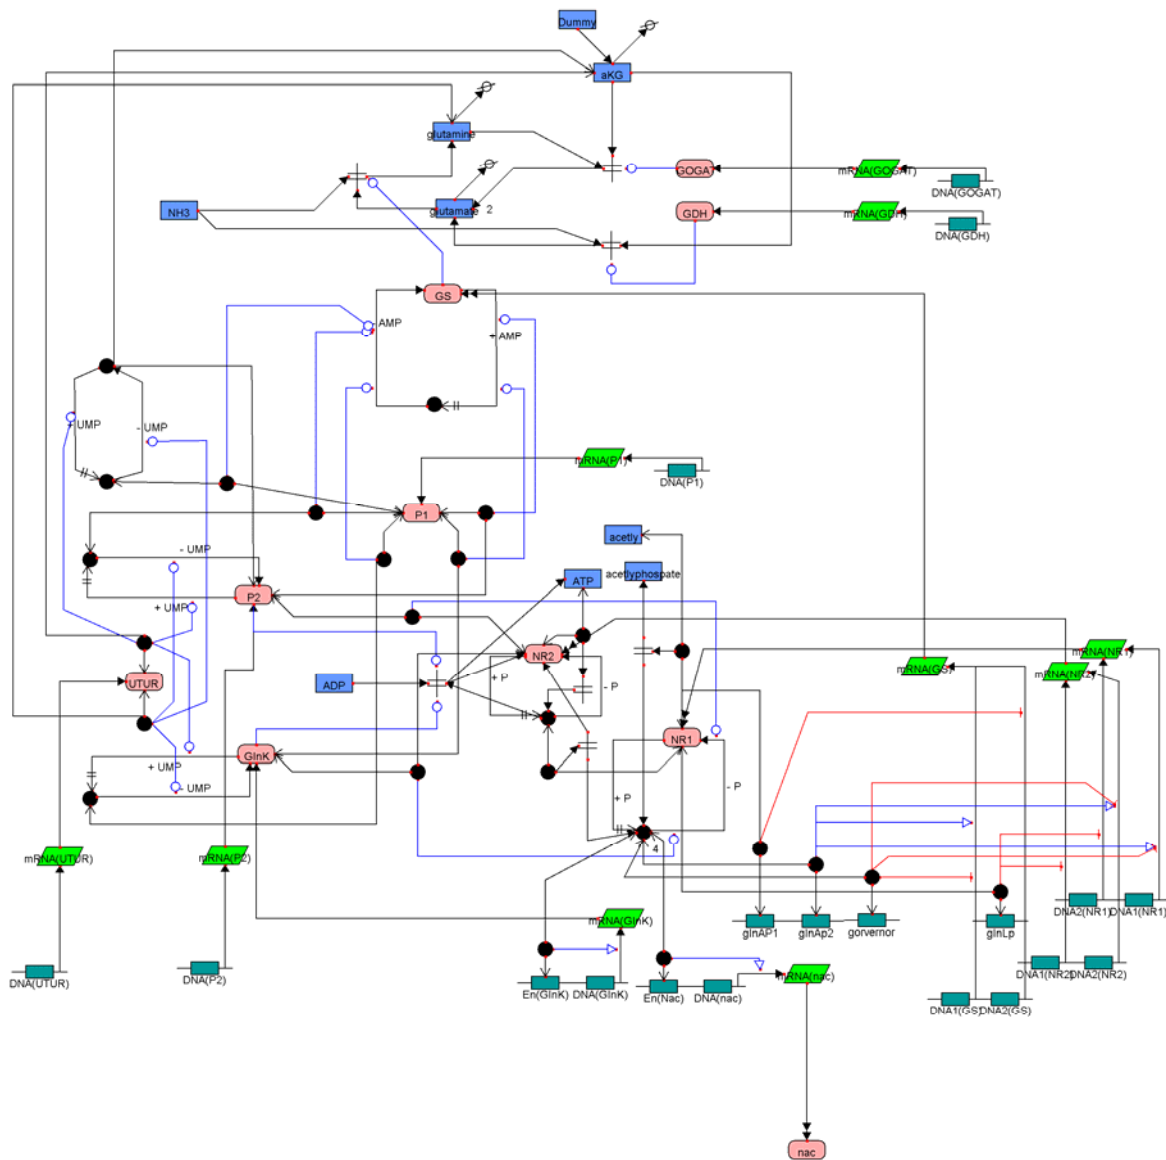 Dummy
aKG
glutamine
GOGAT
mRNA(GOGAT)
DNA(GOGAT)
NH3
glutamate 2
GDH
mRNA(GDH)
DNA(GDH)
GS
AMP
+ AMP
+ UMP
- UMP
mRNA(P1)
DNA(P1)
P1
acetly
- UMP
ATP
acetlyphospate
P2
+ UMP
NR2
mRNA(NR1)
mRNA(GS)
mRNA(NR2)
UTUR
ADP
+ P
- P
NR1
GlnK
+ UMP
- UMP
+ P
- P
4
mRNA(UTUR)
mRNA(P2)
mRNA(GlnK)
glnAP1
glnAp2
gorvernor
glnLp
DNA2(NR1)
DNA1(NR1)
DNA(UTUR)
DNA(P2)
En(GlnK)
DNA(GlnK)
En(Nac)
DNA(nac)
mRNA(nac)
DNA1(NR2)
DNA2(NR2)
DNA1(GS)
DNA2(GS)
nac